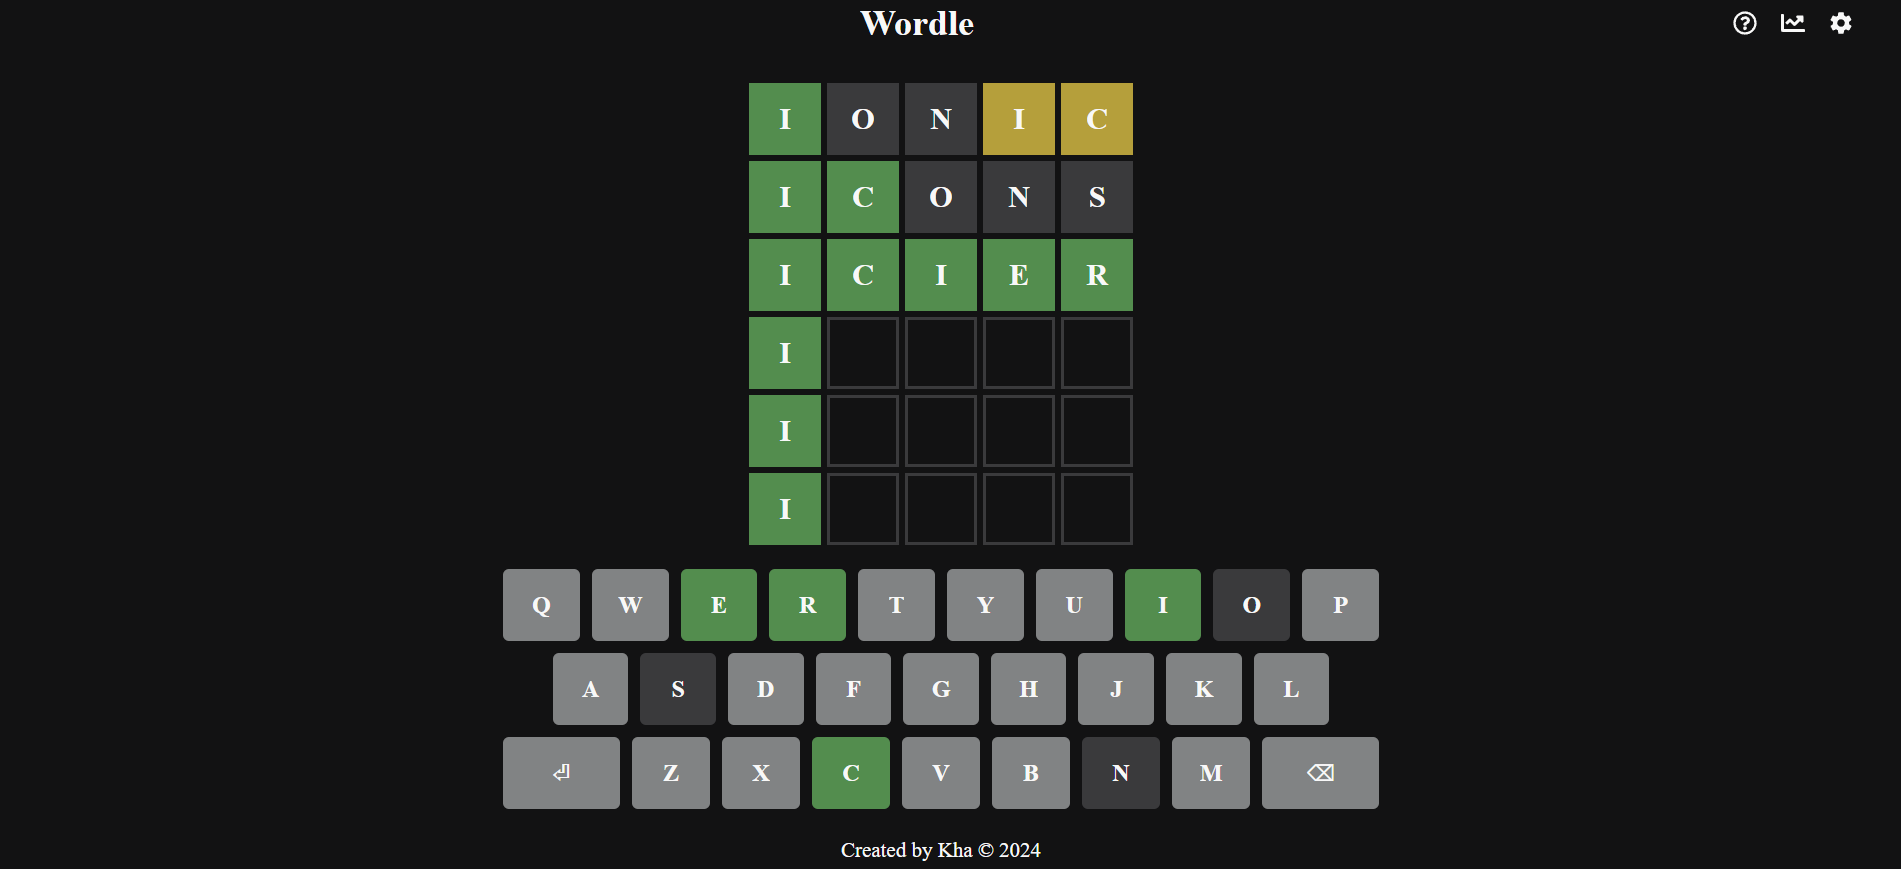 Wordle
I O N I C
I C O N S
I C I E R
I
I
I
Q W E R T Y U I O P
A S D F G H J K L
⏎ Z X C V B N M ⌫
Created by Kha © 2024